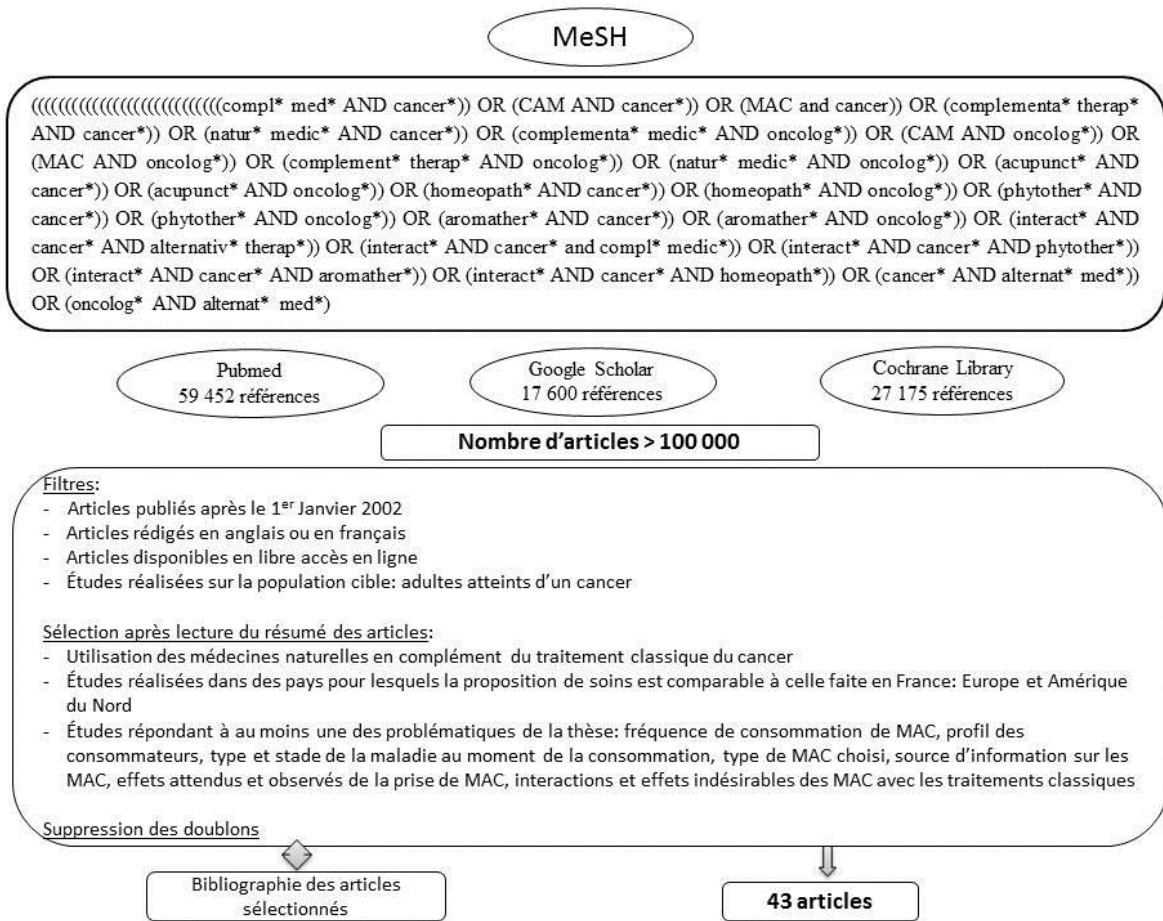 MeSH
((((((((((((((((((((((((((((compl* med* AND cancer*)) OR (CAM AND cancer*)) OR (MAC and cancer)) OR (complementa* therap*
AND cancer*)) OR (natur* medic* AND cancer*)) OR (complementa* medic* AND oncolog*)) OR (CAM AND oncolog*)) OR
(MAC AND oncolog*)) OR (complement* therap* AND oncolog*)) OR (natur* medic* AND oncolog*)) OR (acupunct* AND
cancer*)) OR (acupunct* AND oncolog*)) OR (homeopath* AND cancer*)) OR (homeopath* AND oncolog*)) OR (phytother* AND
cancer*)) OR (phytother* AND oncolog*)) OR (aromather* AND cancer*)) OR (aromather* AND oncolog*)) OR (interact* AND
cancer* AND alternativ* therap*)) OR (interact* AND cancer* and compl* medic*)) OR (interact* AND cancer* AND phytother*))
OR (interact* AND cancer* AND aromather*)) OR (interact* AND cancer* AND homeopath*)) OR (cancer* AND alternat* med*))
OR (oncolog* AND alternat* med*)
Pubmed
59 452 références
Google Scholar
17 600 références
Cochrane Library
27 175 références
Nombre d'articles > 100 000
Filtres:
- Articles publiés après le 1er Janvier 2002
- Articles rédigés en anglais ou en français
- Articles disponibles en libre accès en ligne
- Études réalisées sur la population cible: adultes atteints d'un cancer
Sélection après lecture du résumé des articles:
- Utilisation des médecines naturelles en complément du traitement classique du cancer
- Études réalisées dans des pays pour lesquels la proposition de soins est comparable à celle faite en France: Europe et Amérique
du Nord
- Études répondant à au moins une des problématiques de la thèse: fréquence de consommation de MAC, profil des
consommateurs, type et stade de la maladie au moment de la consommation, type de MAC choisi, source d'information sur les
MAC, effets attendus et observés de la prise de MAC, interactions et effets indésirables des MAC avec les traitements classiques
Suppression des doublons
Bibliographie des articles
sélectionnés
43 articles